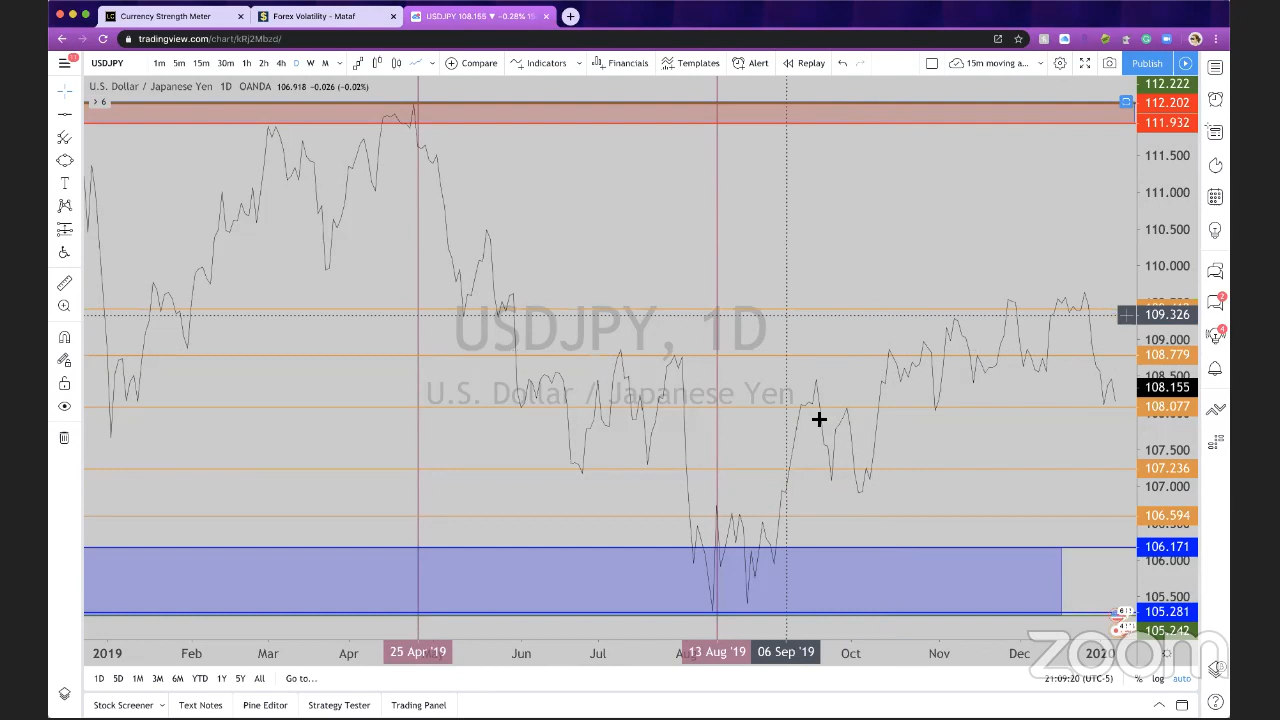 Currency Strength Meter
Forex Volatility - Mataf
USDJPY 108.155 ▼ −0.28% 15
tradingview.com/chart/kRj2Mbzd/
11
USDJPY
1m 5m 15m 30m 1h 2h 4h D W M
Compare
Indicators
Financials
Templates
Alert
Replay
15m moving a...
Publish
U.S. Dollar / Japanese Yen 1D OANDA 106.918 −0.026 (−0.02%)
6
112.222
112.202
111.932
111.500
111.000
110.500
110.000
109.326
109.000
108.779
108.500
108.155
108.077
107.500
107.236
107.000
106.594
106.171
106.000
105.500
105.281
105.242
USDJPY, 1D
U.S. Dollar / Japanese Yen
2019 Feb Mar Apr 25 Apr '19 Jun Jul 13 Aug '19 06 Sep '19 Oct Nov Dec 2020
zoom
1D 5D 1M 3M 6M YTD 1Y 5Y All Go to...
21:09:20 (UTC-5) % log auto
Stock Screener
Text Notes
Pine Editor
Strategy Tester
Trading Panel
2
4